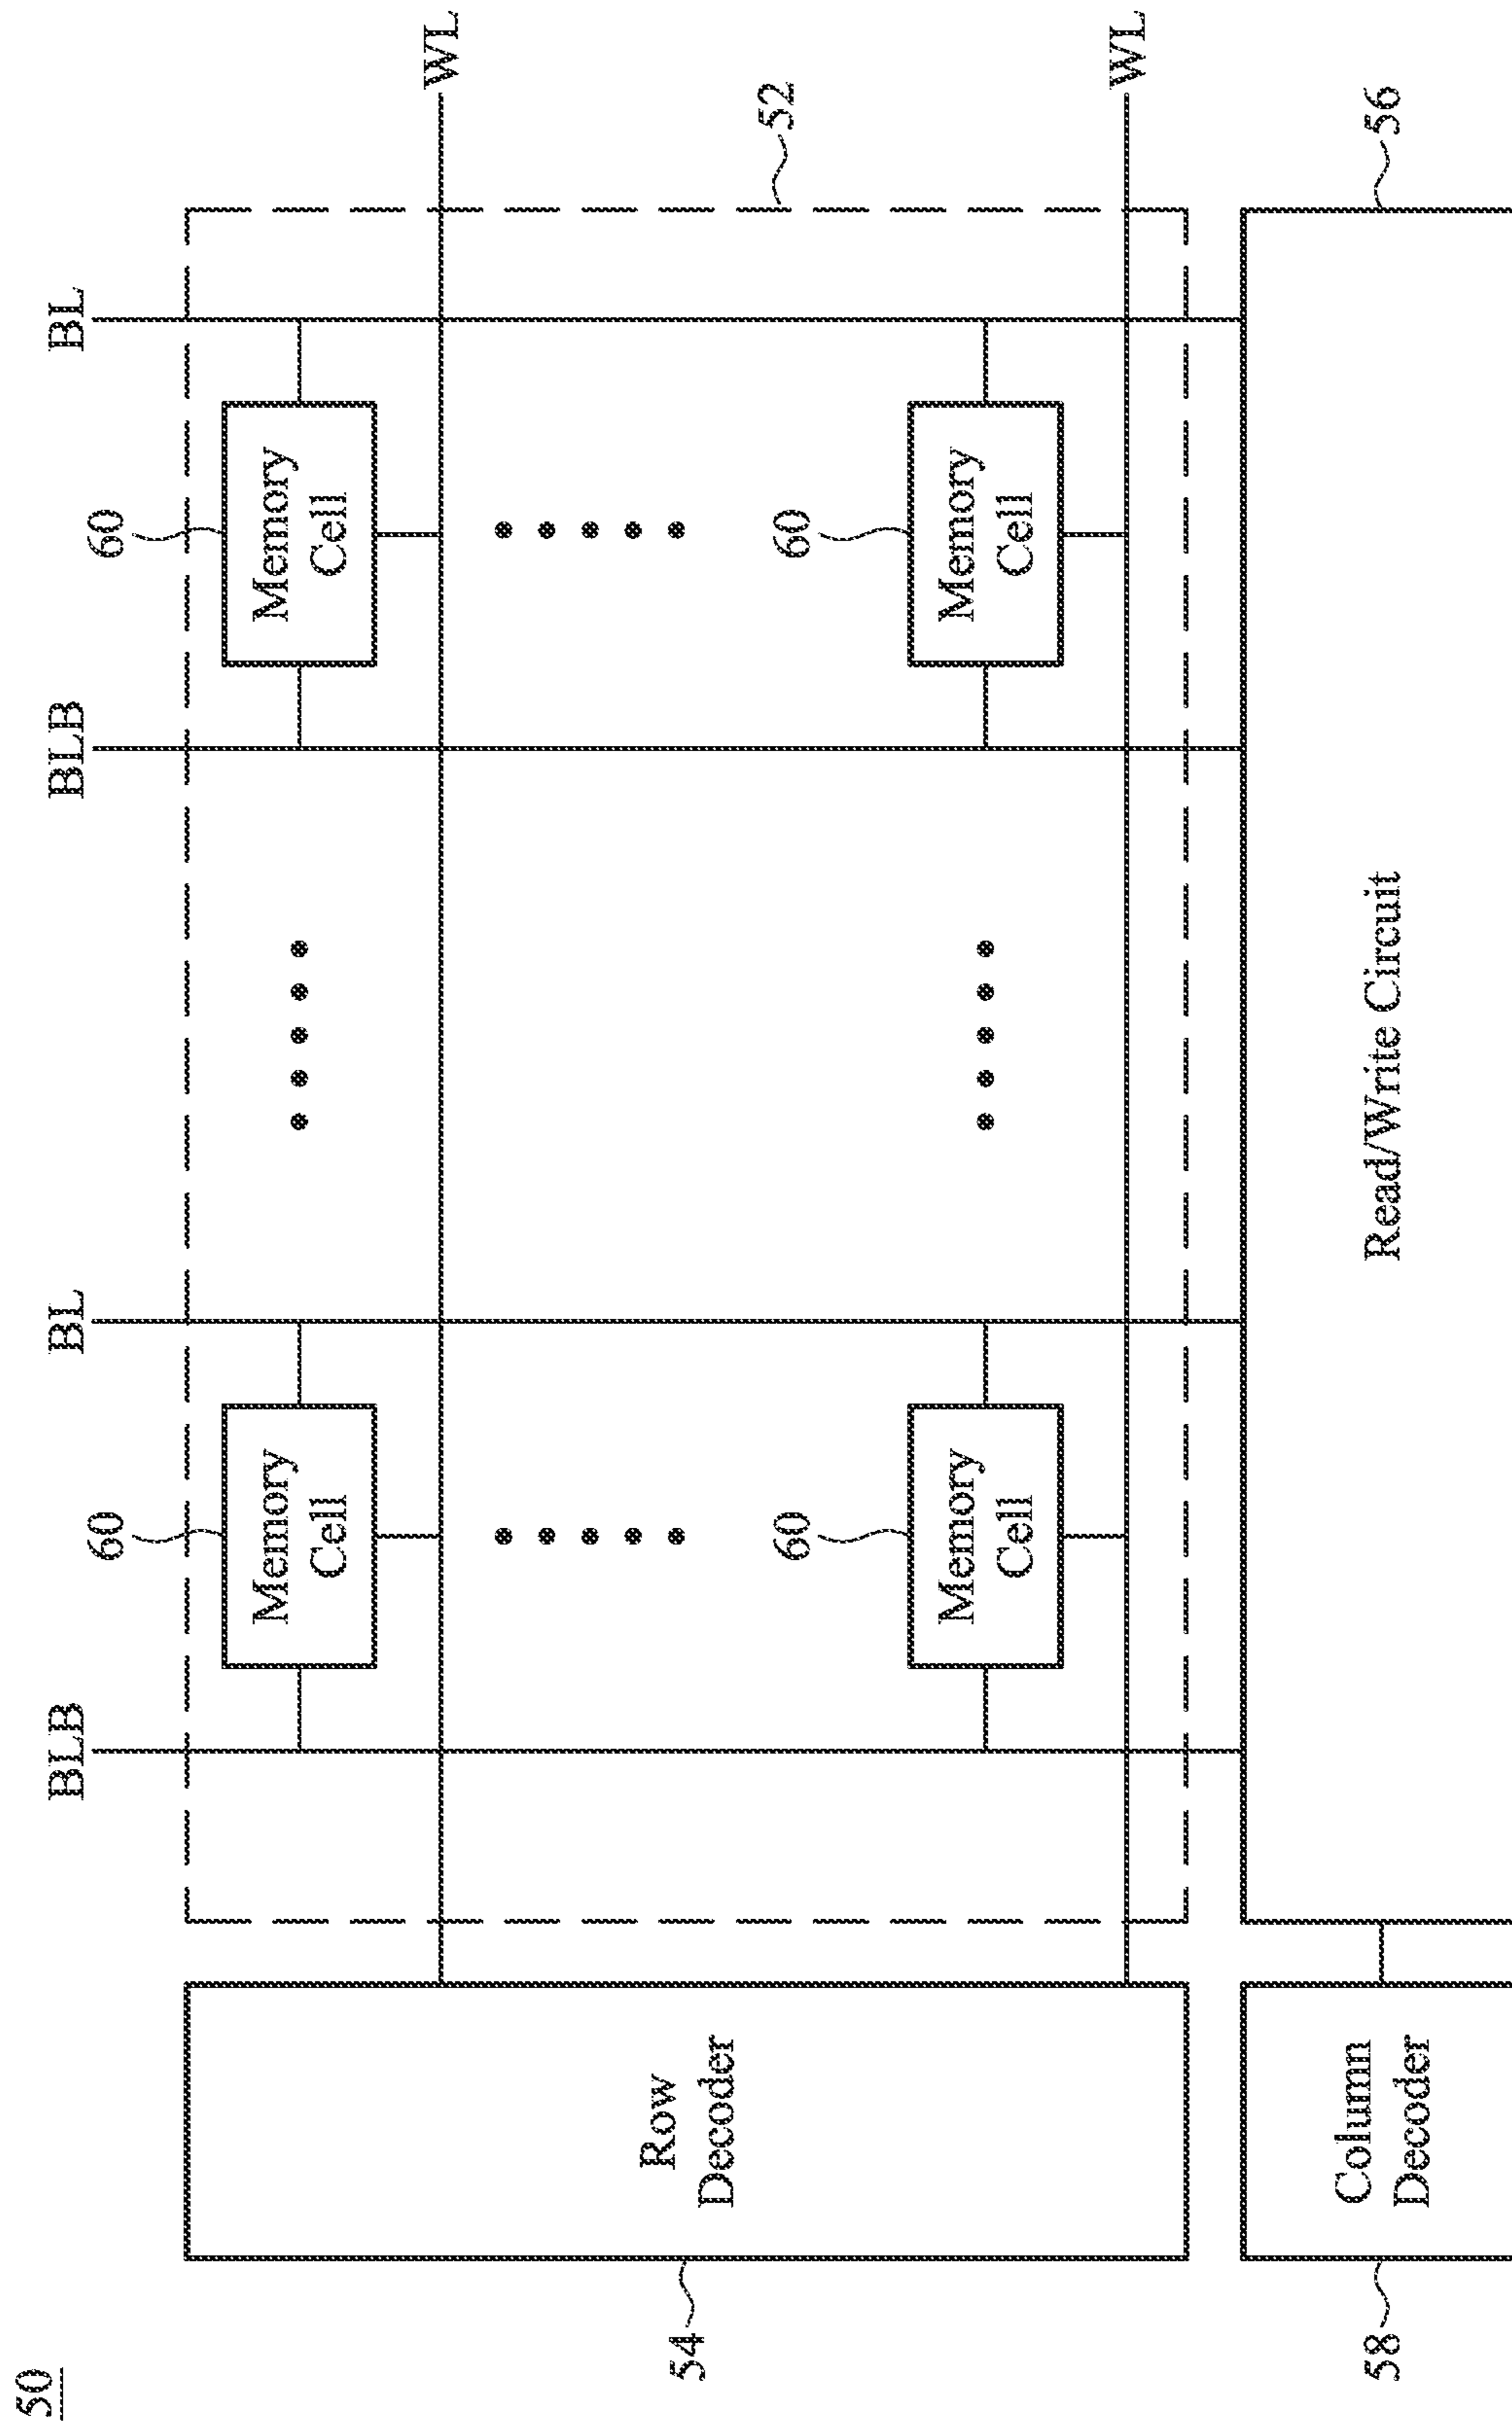 50
BLB
BL
BLB
BL
60
60
Memory
Cell
Memory
Cell
WL
54
Row
Decoder
52
60
60
Memory
Cell
Memory
Cell
WL
58
Column
Decoder
Read/Write Circuit
56